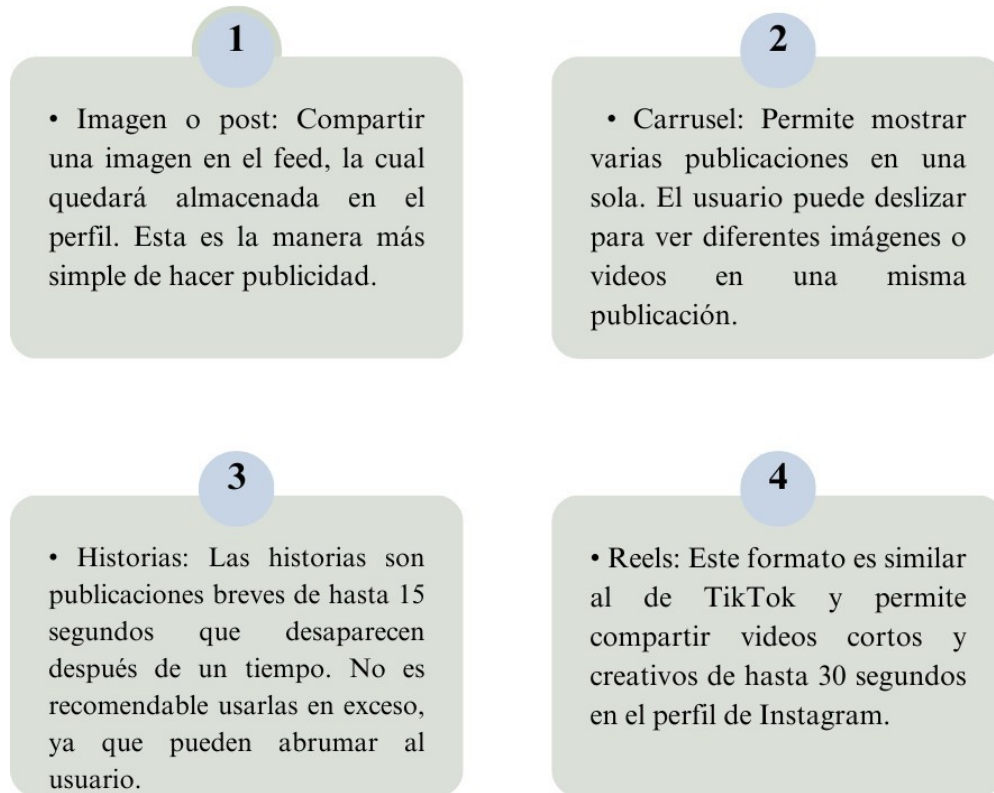 1
• Imagen o post: Compartir
una imagen en el feed, la cual
quedará almacenada en el
perfil. Esta es la manera más
simple de hacer publicidad.
2
• Carrusel: Permite mostrar
varias publicaciones en una
sola. El usuario puede deslizar
para ver diferentes imágenes o
videos en una misma
publicación.
3
• Historias: Las historias son
publicaciones breves de hasta 15
segundos que desaparecen
después de un tiempo. No es
recomendable usarlas en exceso,
ya que pueden abrumar al
usuario.
4
• Reels: Este formato es similar
al de TikTok y permite
compartir videos cortos y
creativos de hasta 30 segundos
en el perfil de Instagram.